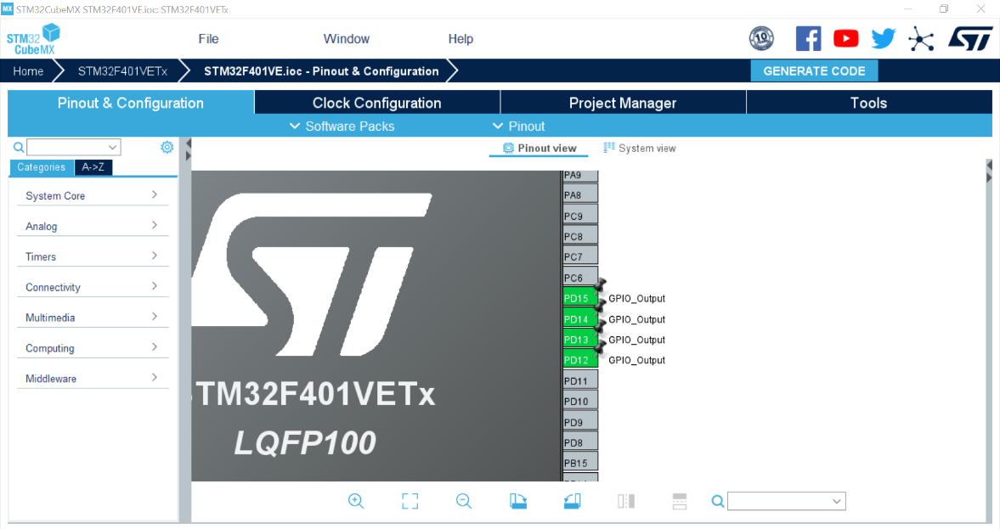 MX STM32CubeMX STM32F401VE.ioc: STM32F401VETx
STM32
CubeMX
File Window Help
10
Home STM32F401VETx STM32F401VE.ioc - Pinout & Configuration GENERATE CODE
Pinout & Configuration Clock Configuration Project Manager Tools
Software Packs Pinout
Pinout view System view
Categories A->Z
System Core
Analog
Timers
Connectivity
Multimedia
Computing
Middleware
PA9
PA8
PC9
PC8
PC7
PC6
PD15 GPIO_Output
PD14 GPIO_Output
PD13 GPIO_Output
PD12 GPIO_Output
PD11
PD10
PD9
PD8
PB15
ST
STM32F401VETx
LQFP100